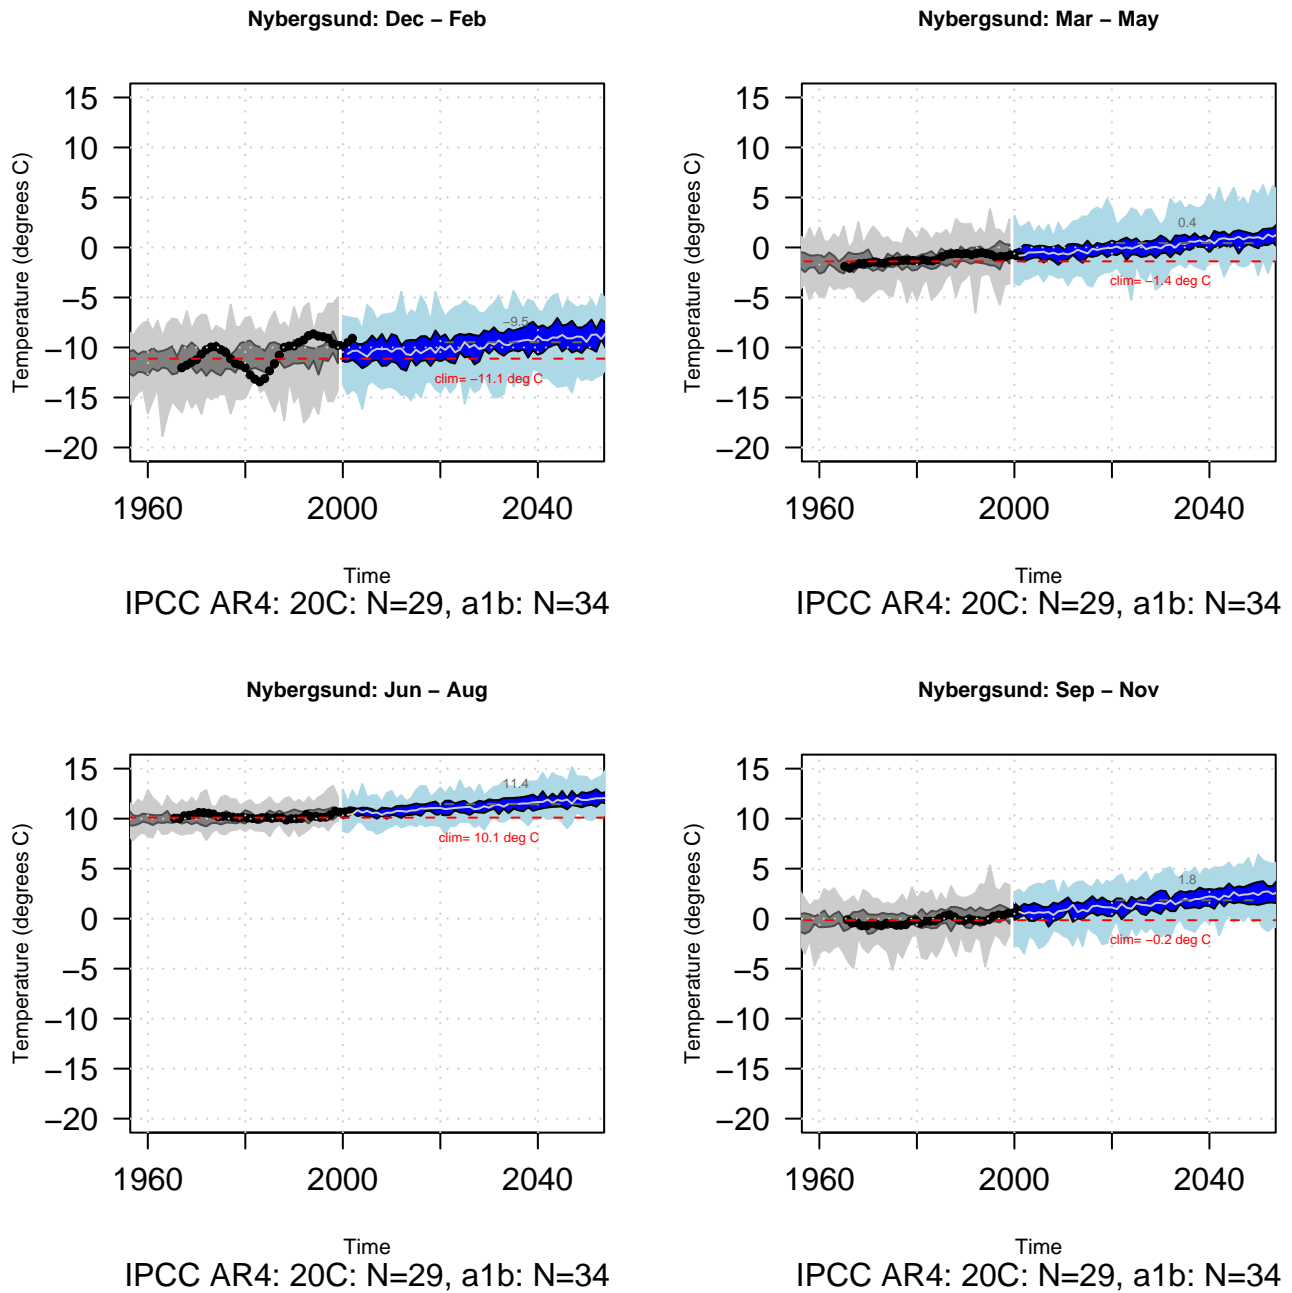 Nybergsund: Dec − Feb
Temperature (degrees C)
15
10
5
0
−5
−10
−15
−20
−9.5
clim= −11.1 deg C
1960
2000
2040
Time
IPCC AR4: 20C: N=29, a1b: N=34
Nybergsund: Mar − May
Temperature (degrees C)
15
10
5
0
−5
−10
−15
−20
0.4
clim= −1.4 deg C
1960
2000
2040
Time
IPCC AR4: 20C: N=29, a1b: N=34
Nybergsund: Jun − Aug
Temperature (degrees C)
15
10
5
0
−5
−10
−15
−20
11.4
clim= 10.1 deg C
1960
2000
2040
Time
IPCC AR4: 20C: N=29, a1b: N=34
Nybergsund: Sep − Nov
Temperature (degrees C)
15
10
5
0
−5
−10
−15
−20
1.8
clim= −0.2 deg C
1960
2000
2040
Time
IPCC AR4: 20C: N=29, a1b: N=34